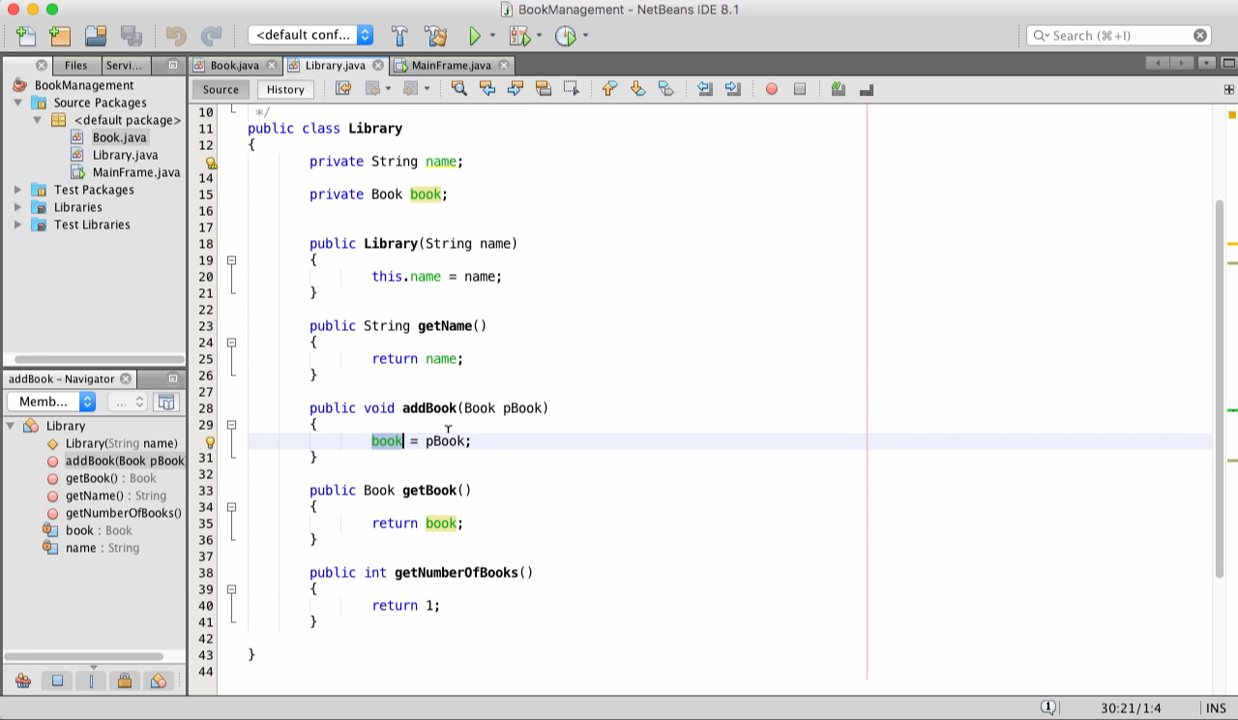 BookManagement - NetBeans IDE 8.1
<default conf...
Search (⌘+I)
Files
Servi...
BookManagement
Source Packages
<default package>
Book.java
Library.java
MainFrame.java
Test Packages
Libraries
Test Libraries
addBook - Navigator
Memb...
...
Library
Library(String name)
addBook(Book pBook
getBook() : Book
getName() : String
getNumberOfBooks()
book : Book
name : String
Book.java
Library.java
MainFrame.java
Source
History
10 */
11 public class Library
12 {
private String name;
14
15 private Book book;
16
17
18 public Library(String name)
19 {
20 this.name = name;
21 }
22
23 public String getName()
24 {
25 return name;
26 }
27
28 public void addBook(Book pBook)
29 {
book = pBook;
31 }
32
33 public Book getBook()
34 {
35 return book;
36 }
37
38 public int getNumberOfBooks()
39 {
40 return 1;
41 }
42
43 }
44
1
30:21/1:4
INS